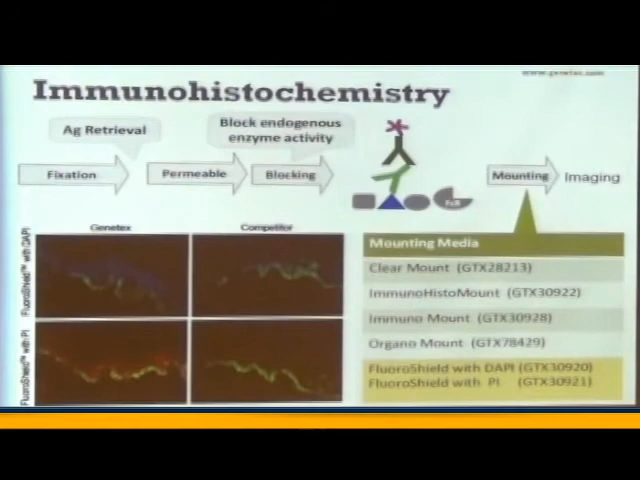 www.genetex.com
Immunohistochemistry
Ag Retrieval
Block endogenous
enzyme activity
Fixation
Permeable
Blocking
FcR
Mounting
Imaging
Genetex
Competitor
FluoroShield™ with DAPI
FluoroShield™ with PI
Mounting Media
Clear Mount (GTX28213)
ImmunoHistoMount (GTX30922)
Immuno Mount (GTX30928)
Organo Mount (GTX78429)
FluoroShield with DAPI (GTX30920)
FluoroShield with PI (GTX30921)